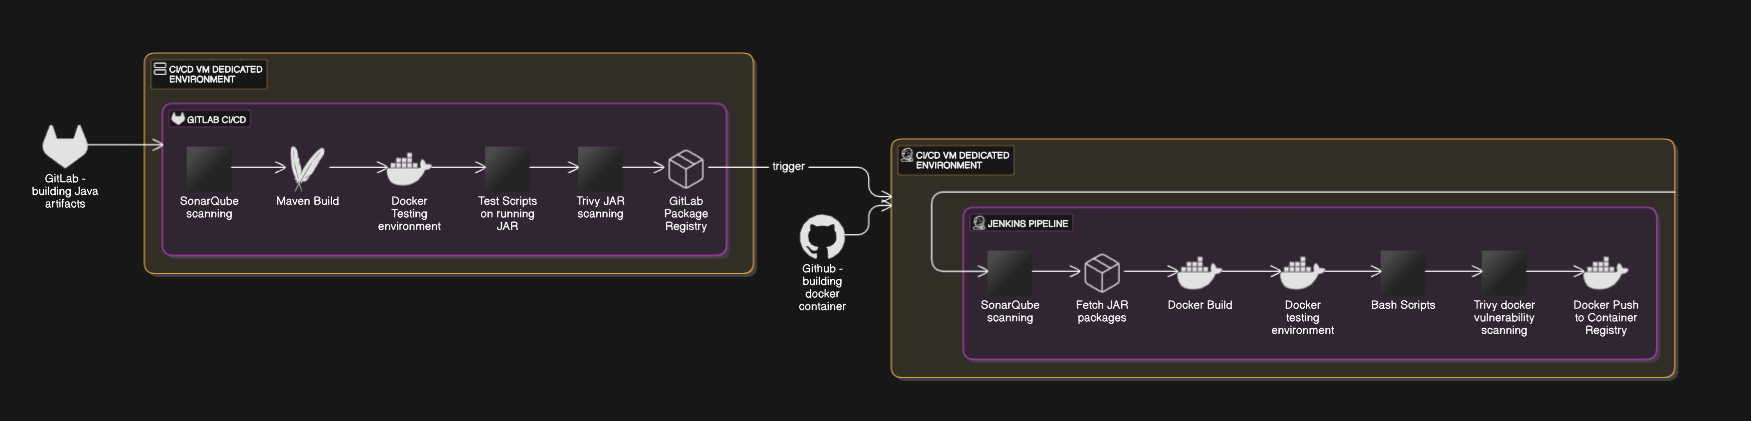 CI/CD VM DEDICATED
ENVIRONMENT
GITLAB CI/CD
GitLab -
building Java
artifacts
SonarQube
scanning
Maven Build
Docker
Testing
environment
Test Scripts
on running
JAR
Trivy JAR
scanning
GitLab
Package
Registry
trigger
Github -
building
docker
container
CI/CD VM DEDICATED
ENVIRONMENT
JENKINS PIPELINE
SonarQube
scanning
Fetch JAR
packages
Docker Build
Docker
testing
environment
Bash Scripts
Trivy docker
vulnerability
scanning
Docker Push
to Container
Registry